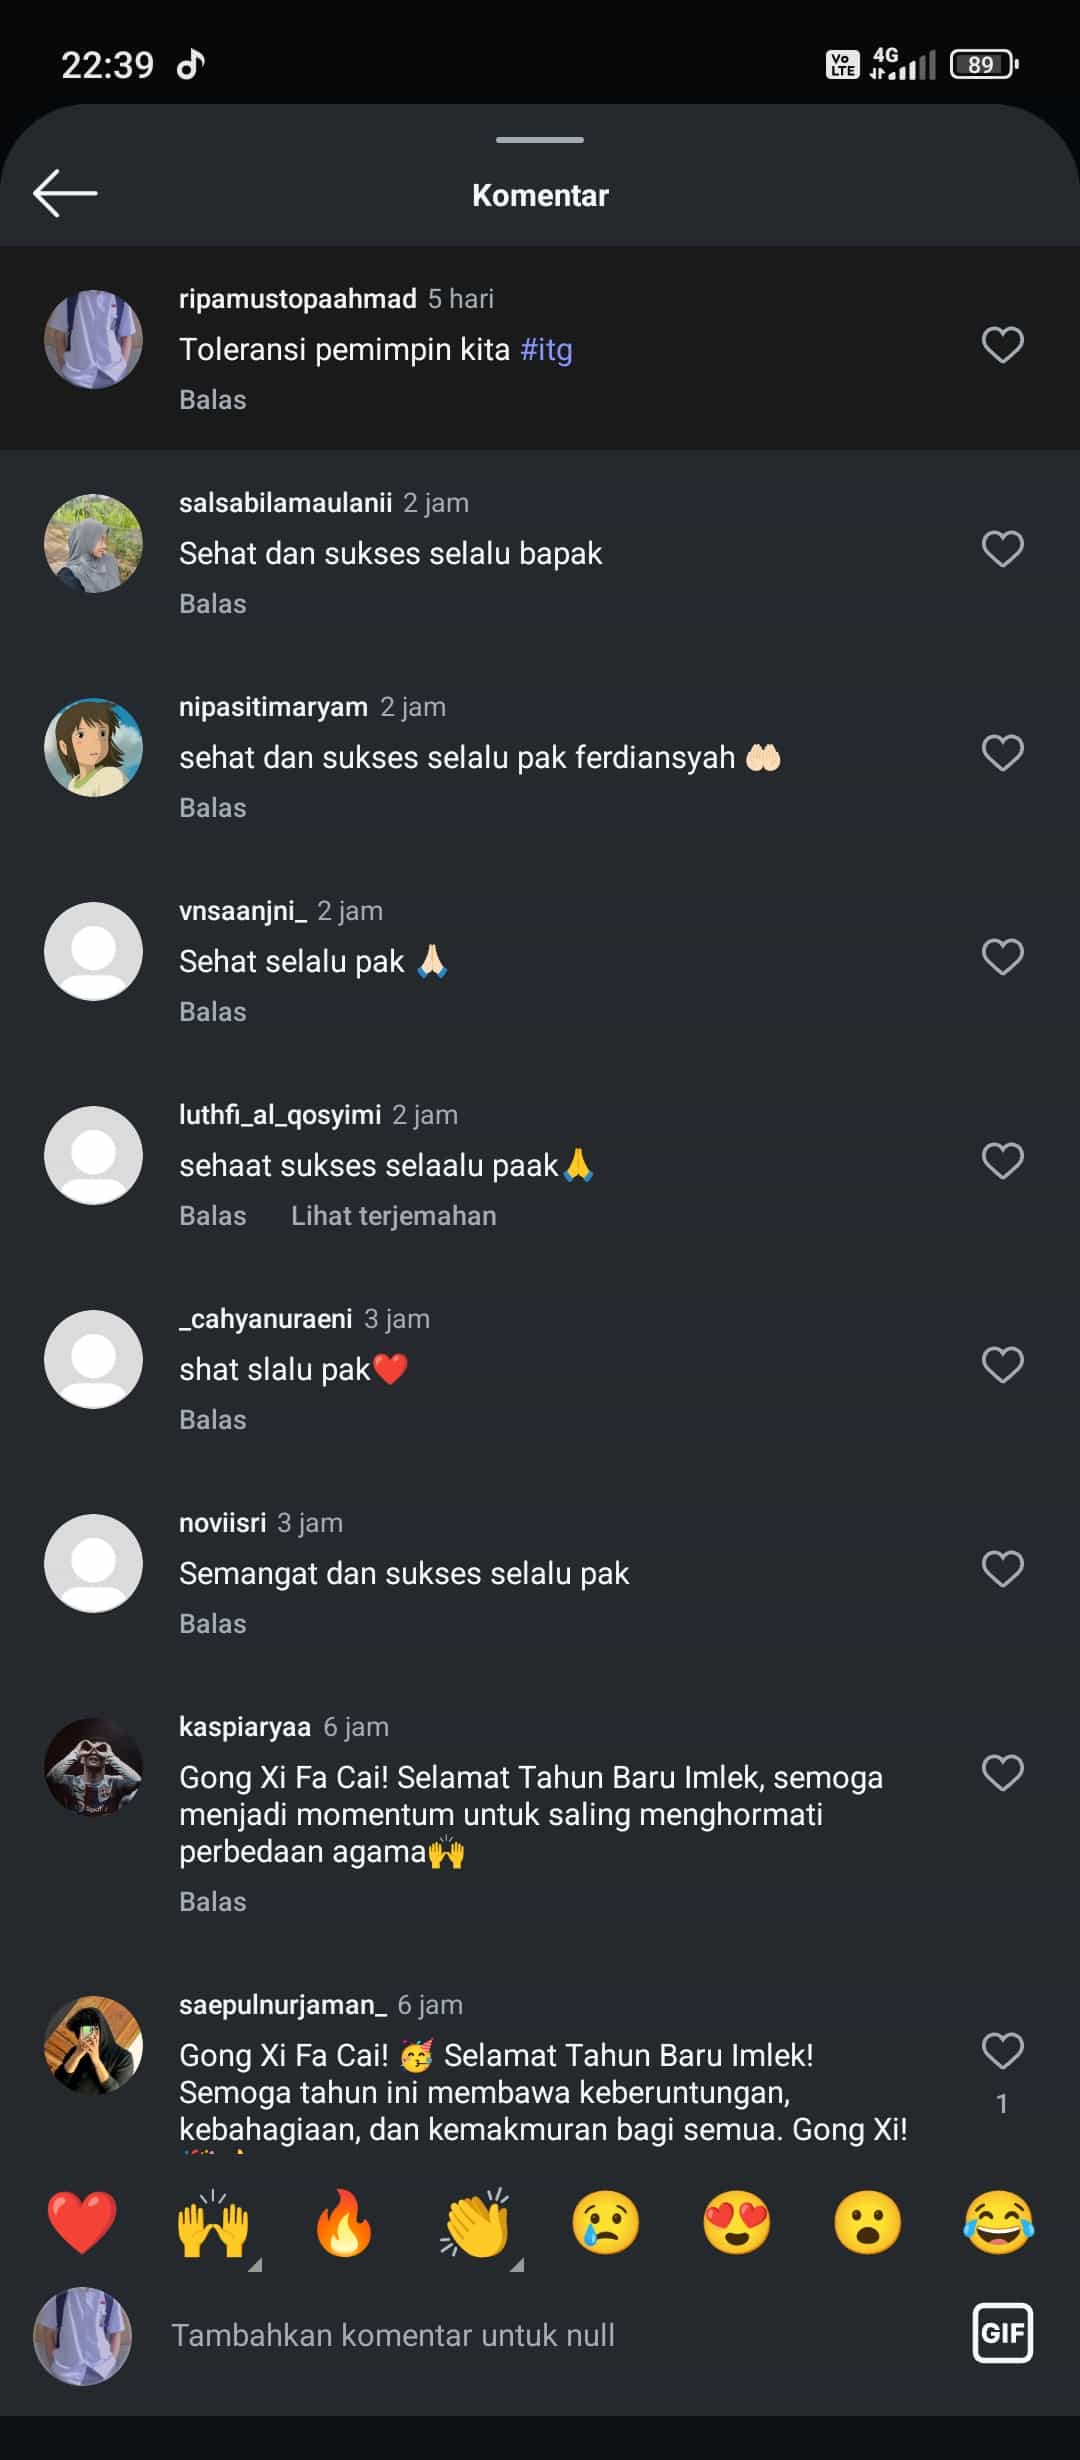 22:39
Vo LTE 4G 89
Komentar
ripamustopaahmad 5 hari
Toleransi pemimpin kita #itg
Balas
salsabilamaulanii 2 jam
Sehat dan sukses selalu bapak
Balas
nipasitimaryam 2 jam
sehat dan sukses selalu pak ferdiansyah 🤲🏻
Balas
vnsaanjni_ 2 jam
Sehat selalu pak 🙏🏻
Balas
luthfi_al_qosyimi 2 jam
sehaat sukses selaalu paak🙏
Balas Lihat terjemahan
_cahyanuraeni 3 jam
shat slalu pak❤️
Balas
noviisri 3 jam
Semangat dan sukses selalu pak
Balas
kaspiaryaa 6 jam
Gong Xi Fa Cai! Selamat Tahun Baru Imlek, semoga
menjadi momentum untuk saling menghormati
perbedaan agama🙌
Balas
saepulnurjaman_ 6 jam
Gong Xi Fa Cai! 🥳 Selamat Tahun Baru Imlek!
Semoga tahun ini membawa keberuntungan,
kebahagiaan, dan kemakmuran bagi semua. Gong Xi!
1
❤️ 🙌 🔥 👏 😢 😍 😮 😂
Tambahkan komentar untuk null
GIF